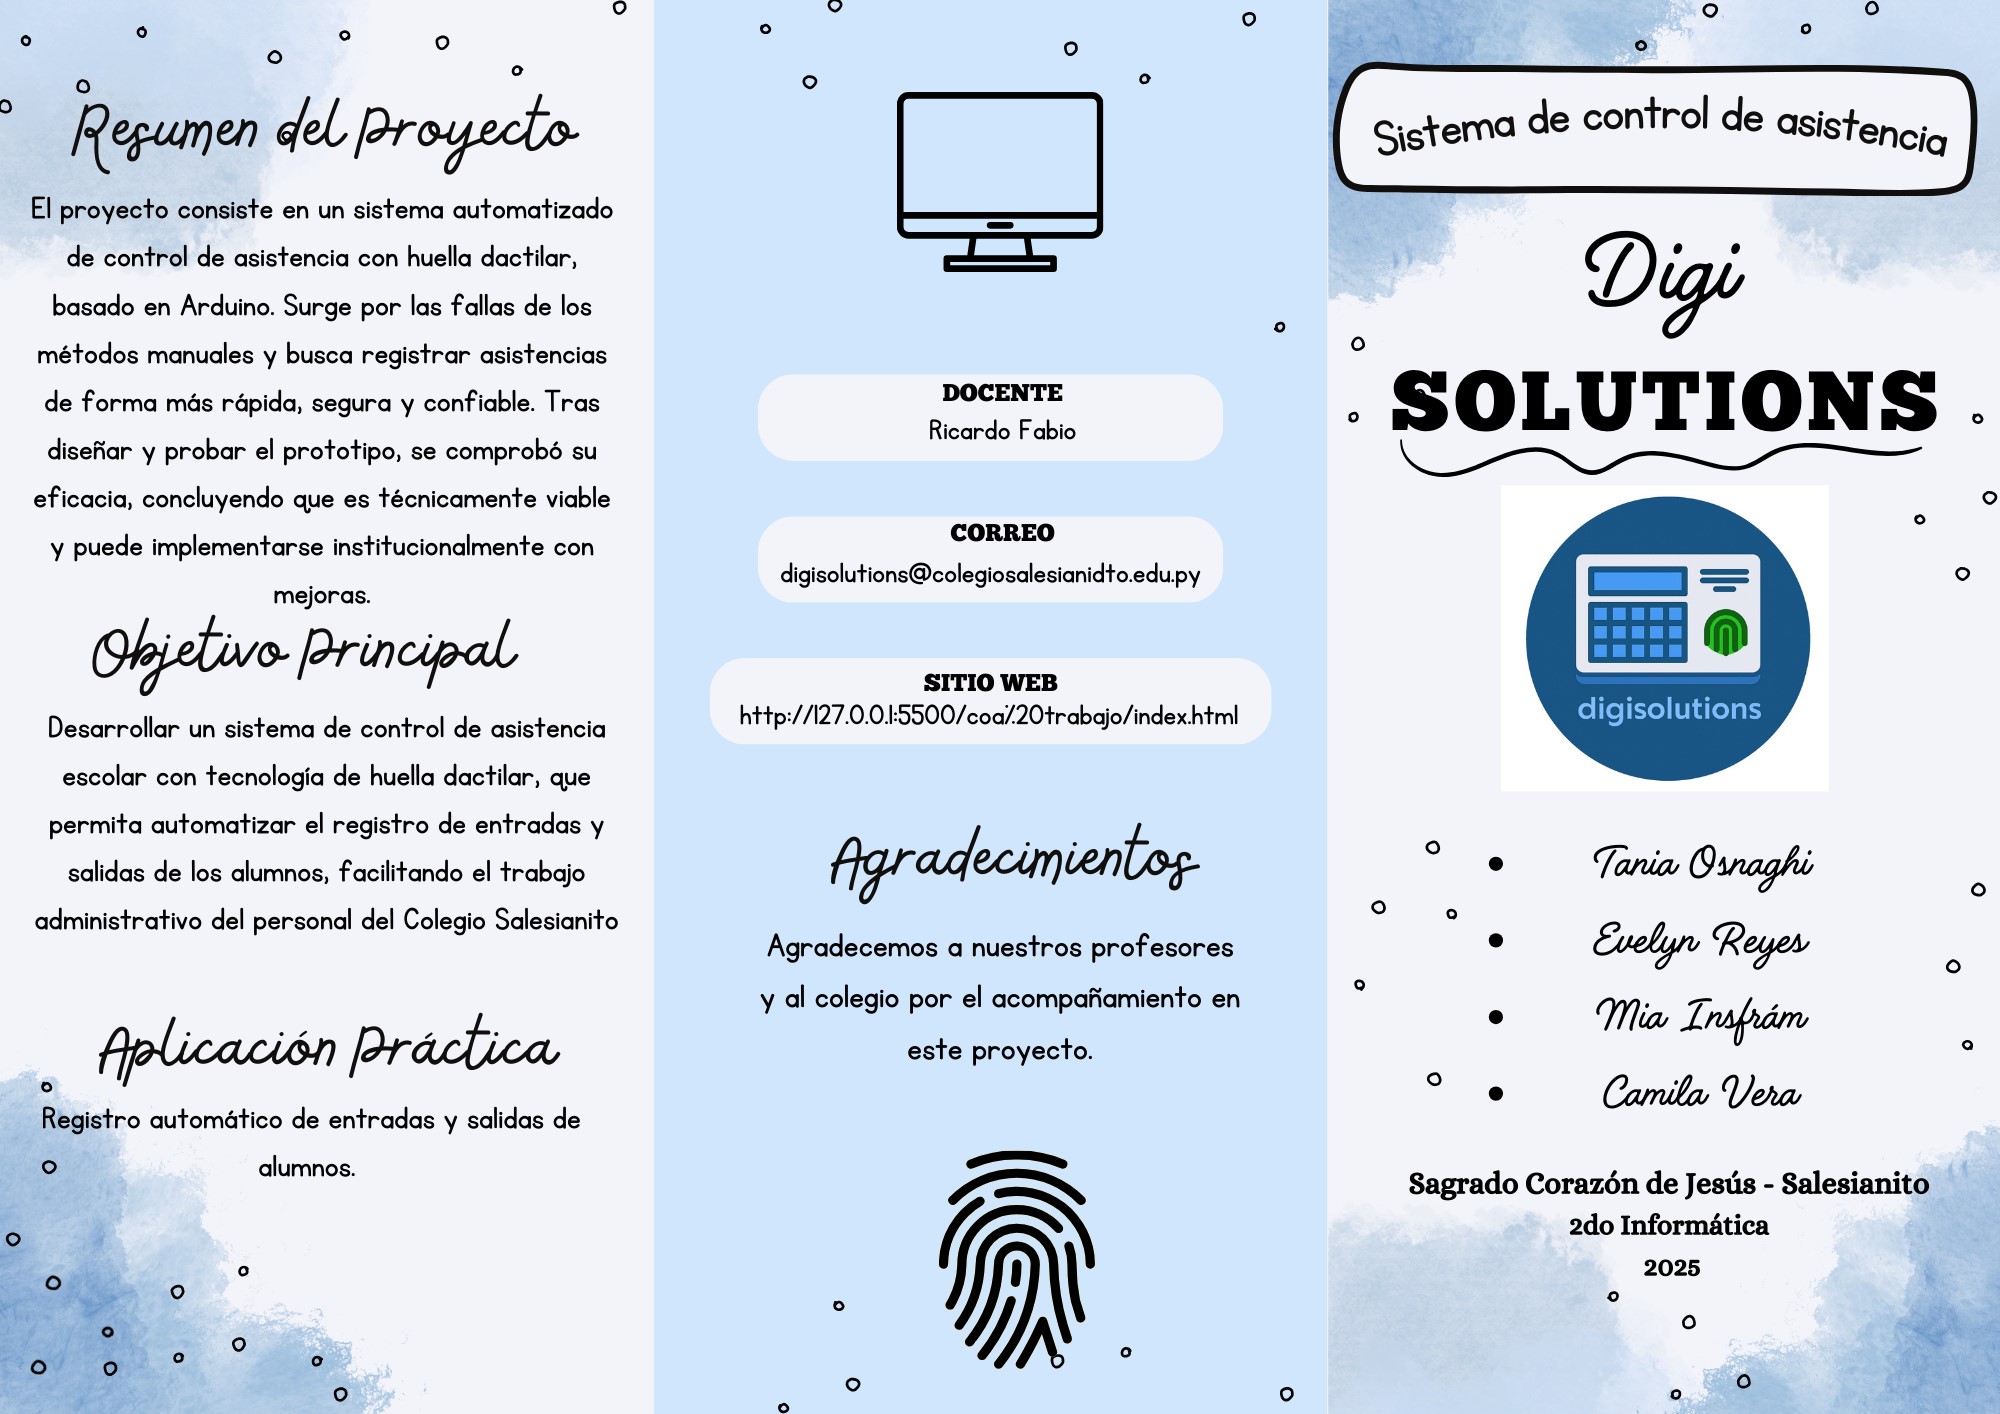 Resumen del Proyecto
El proyecto consiste en un sistema automatizado
de control de asistencia con huella dactilar,
basado en Arduino. Surge por las fallas de los
métodos manuales y busca registrar asistencias
de forma más rápida, segura y confiable. Tras
diseñar y probar el prototipo, se comprobó su
eficacia, concluyendo que es técnicamente viable
y puede implementarse institucionalmente con
mejoras.
Objetivo Principal
Desarrollar un sistema de control de asistencia
escolar con tecnología de huella dactilar, que
permita automatizar el registro de entradas y
salidas de los alumnos, facilitando el trabajo
administrativo del personal del Colegio Salesianito
Aplicación Práctica
Registro automático de entradas y salidas de
alumnos.
DOCENTE
Ricardo Fabio
CORREO
digisolutions@colegiosalesianidto.edu.py
SITIO WEB
http://127.0.0.1:5500/coa%20trabajo/index.html
Agradecimientos
Agradecemos a nuestros profesores
y al colegio por el acompañamiento en
este proyecto.
Sistema de control de asistencia
Digi
SOLUTIONS
digisolutions
• Tania Osnaghi
• Evelyn Reyes
• Mia Insfrám
• Camila Vera
Sagrado Corazón de Jesús - Salesianito
2do Informática
2025